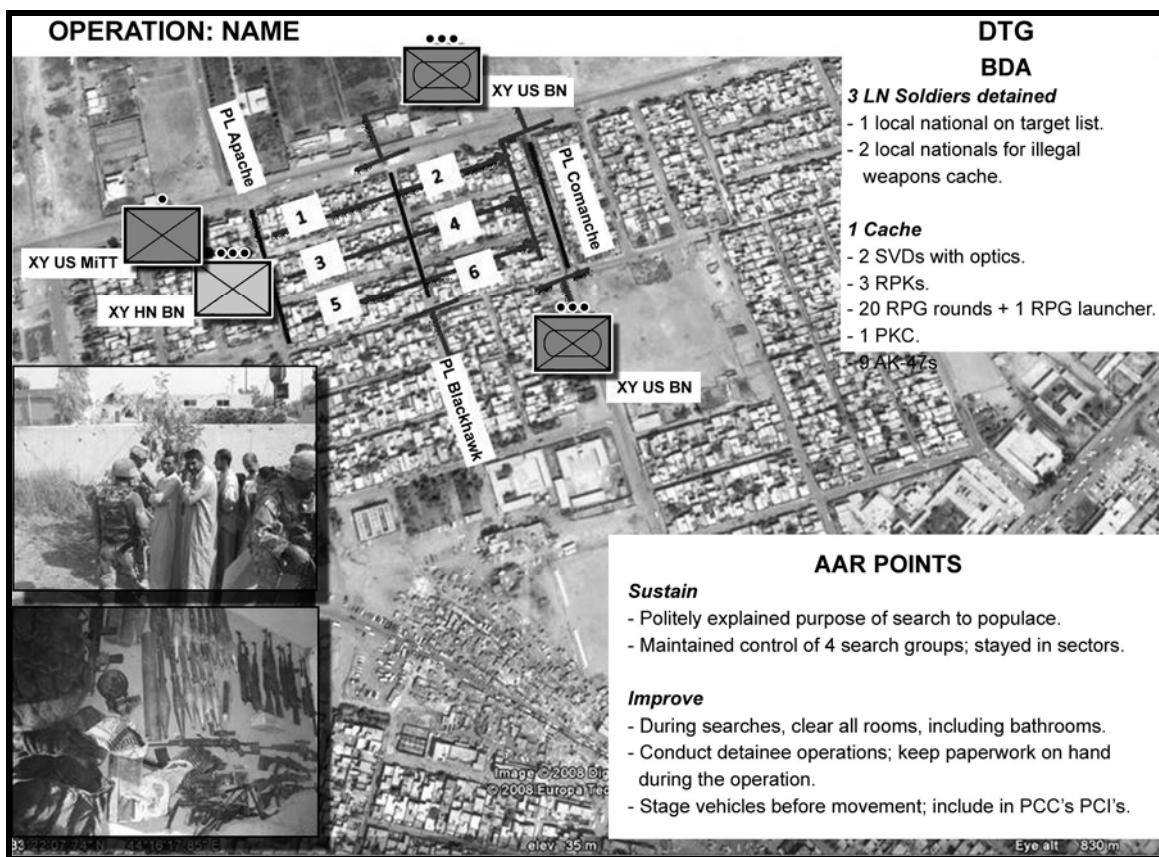 OPERATION: NAME
DTG
BDA
3 LN Soldiers detained
- 1 local national on target list.
- 2 local nationals for illegal
weapons cache.
1 Cache
- 2 SVDs with optics.
- 3 RPKs.
- 20 RPG rounds + 1 RPG launcher.
- 1 PKC.
- 9 AK-47s
XY US BN
PL Apache
PL Comanche
1
2
3
4
5
6
XY US MiTT
XY HN BN
XY US BN
PL Blackhawk
AAR POINTS
Sustain
- Politely explained purpose of search to populace.
- Maintained control of 4 search groups; stayed in sectors.
Improve
- During searches, clear all rooms, including bathrooms.
- Conduct detainee operations; keep paperwork on hand
during the operation.
- Stage vehicles before movement; include in PCC's PCI's.
Image © 2008 Dig
© 2008 Europa Tec
elev 35 m
Eye alt 830 m